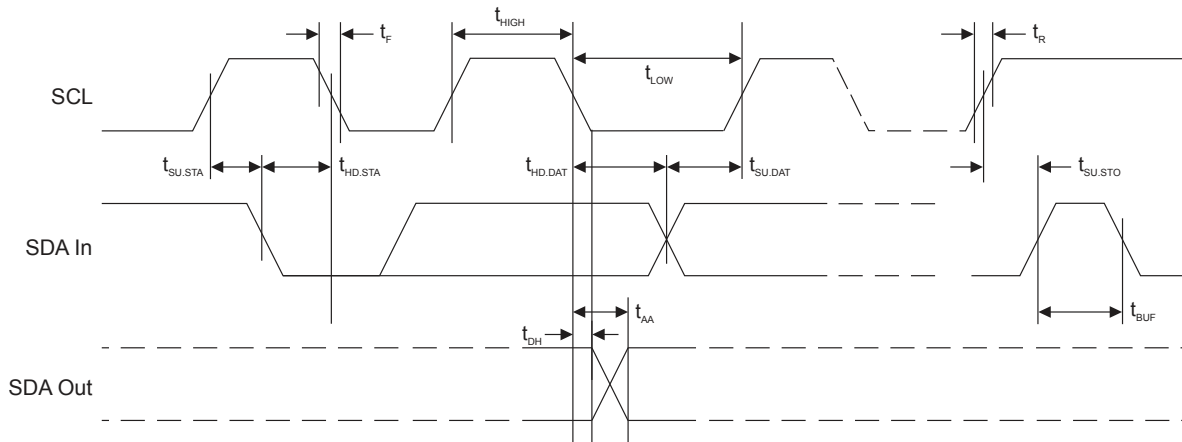 tHIGH
tF
tR
tLOW
SCL
tSU.STA
tHD.STA
tHD.DAT
tSU.DAT
tSU.STO
SDA In
tAA
tBUF
tDH
SDA Out